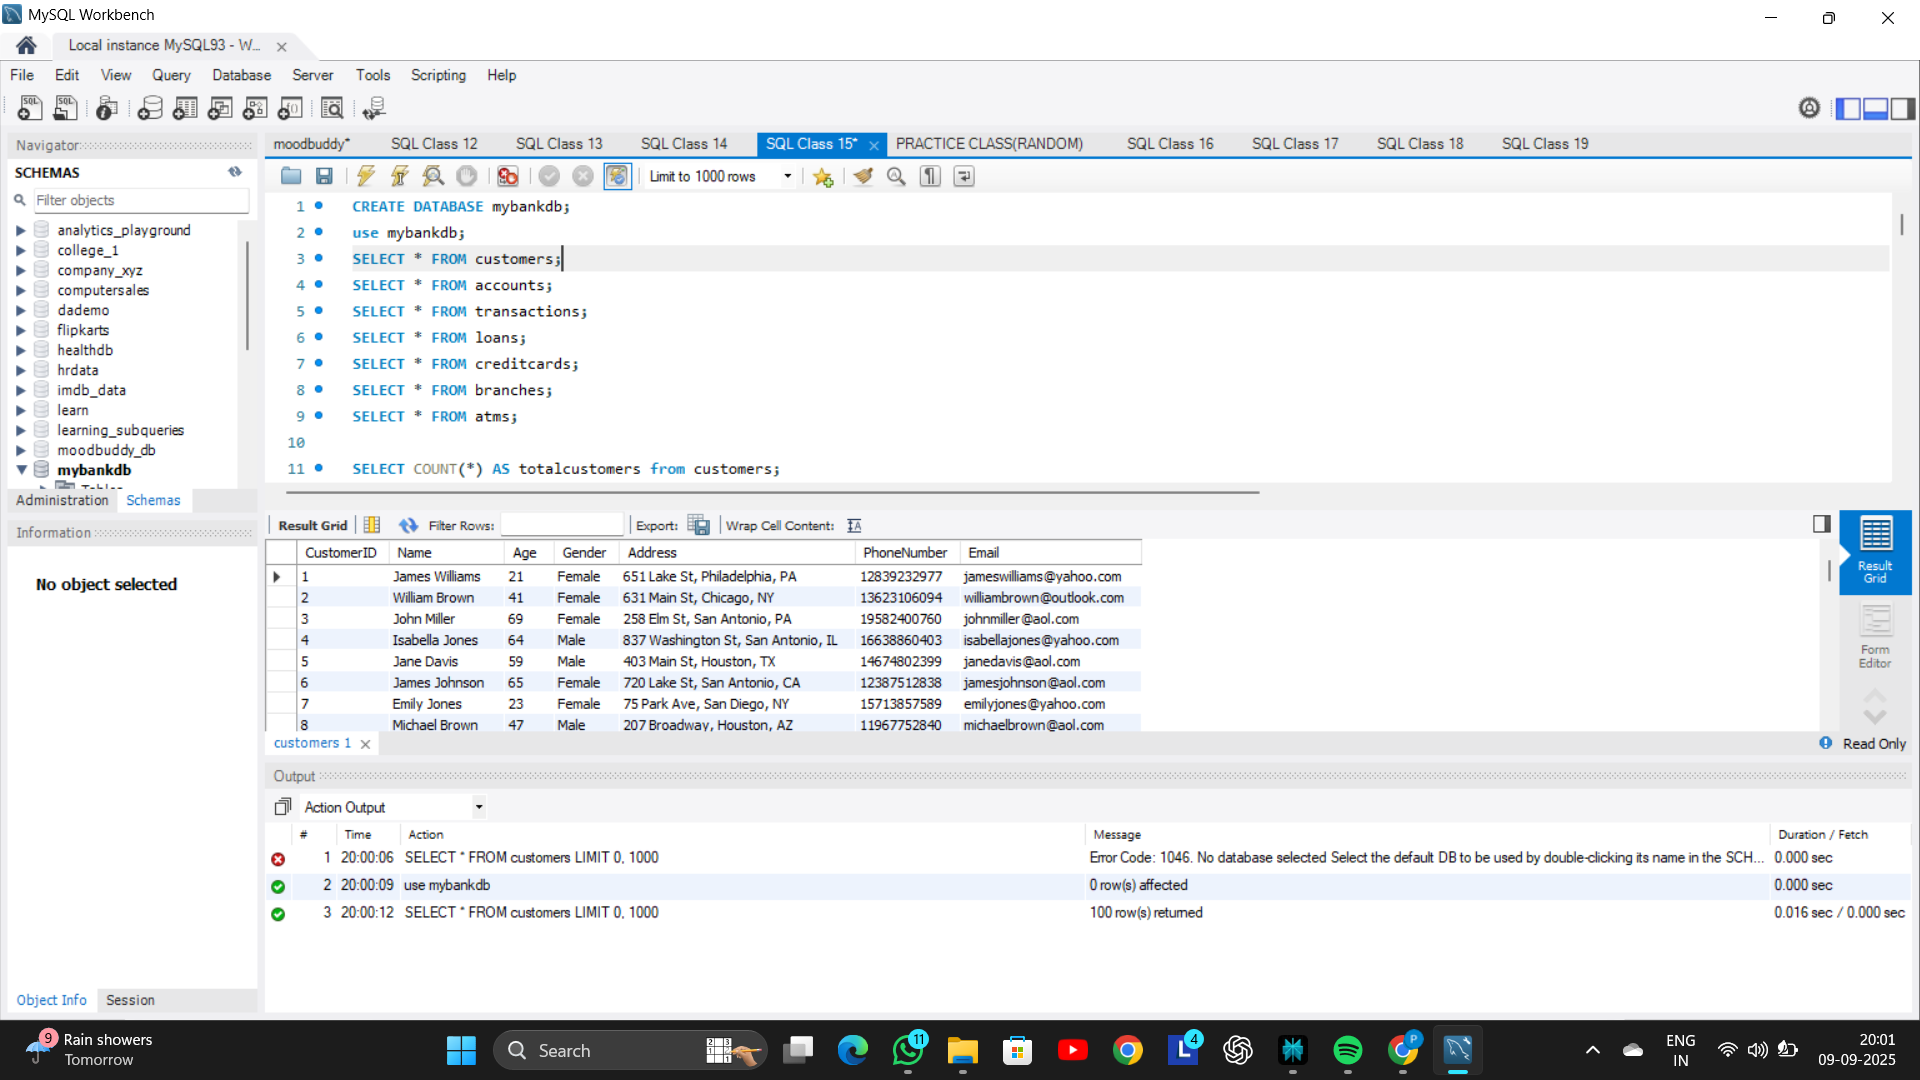 MySQL Workbench
Local instance MySQL93 - W...
File Edit View Query Database Server Tools Scripting Help
Navigator
SCHEMAS
Filter objects
analytics_playground
college_1
company_xyz
computersales
dademo
flipkarts
healthdb
hrdata
imdb_data
learn
learning_subqueries
moodbuddy_db
mybankdb
Tables
Administration Schemas
Information
No object selected
Object Info Session
moodbuddy* SQL Class 12 SQL Class 13 SQL Class 14 SQL Class 15* PRACTICE CLASS(RANDOM) SQL Class 16 SQL Class 17 SQL Class 18 SQL Class 19
Limit to 1000 rows
1 CREATE DATABASE mybankdb;
2 use mybankdb;
3 SELECT * FROM customers;
4 SELECT * FROM accounts;
5 SELECT * FROM transactions;
6 SELECT * FROM loans;
7 SELECT * FROM creditcards;
8 SELECT * FROM branches;
9 SELECT * FROM atms;
10
11 SELECT COUNT(*) AS totalcustomers from customers;
Result Grid Filter Rows: Export: Wrap Cell Content:
CustomerID Name Age Gender Address PhoneNumber Email
1 James Williams 21 Female 651 Lake St, Philadelphia, PA 12839232977 jameswilliams@yahoo.com
2 William Brown 41 Female 631 Main St, Chicago, NY 13623106094 williambrown@outlook.com
3 John Miller 69 Female 258 Elm St, San Antonio, PA 19582400760 johnmiller@aol.com
4 Isabella Jones 64 Male 837 Washington St, San Antonio, IL 16638860403 isabellajones@yahoo.com
5 Jane Davis 59 Male 403 Main St, Houston, TX 14674802399 janedavis@aol.com
6 James Johnson 65 Female 720 Lake St, San Antonio, CA 12387512838 jamesjohnson@aol.com
7 Emily Jones 23 Female 75 Park Ave, San Diego, NY 15713857589 emilyjones@yahoo.com
8 Michael Brown 47 Male 207 Broadway, Houston, AZ 11967752840 michaelbrown@aol.com
Result Grid
Form Editor
customers 1
Read Only
Output
Action Output
# Time Action Message Duration / Fetch
1 20:00:06 SELECT * FROM customers LIMIT 0, 1000 Error Code: 1046. No database selected Select the default DB to be used by double-clicking its name in the SCH... 0.000 sec
2 20:00:09 use mybankdb 0 row(s) affected 0.000 sec
3 20:00:12 SELECT * FROM customers LIMIT 0, 1000 100 row(s) returned 0.016 sec / 0.000 sec
9 Rain showers
Tomorrow
Search
11
4
P
ENG
IN
20:01
09-09-2025